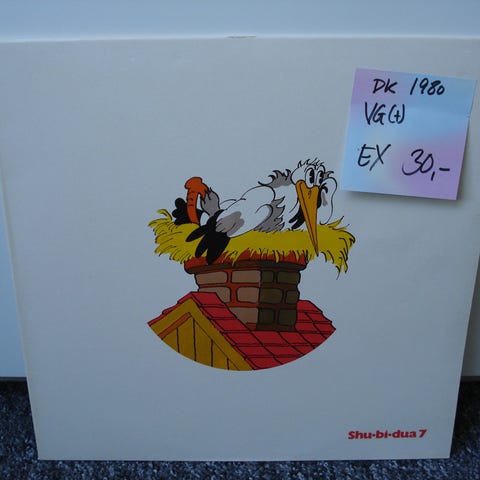 DK 1980
VG(+)
EX 30,-
Shu•bi•dua 7